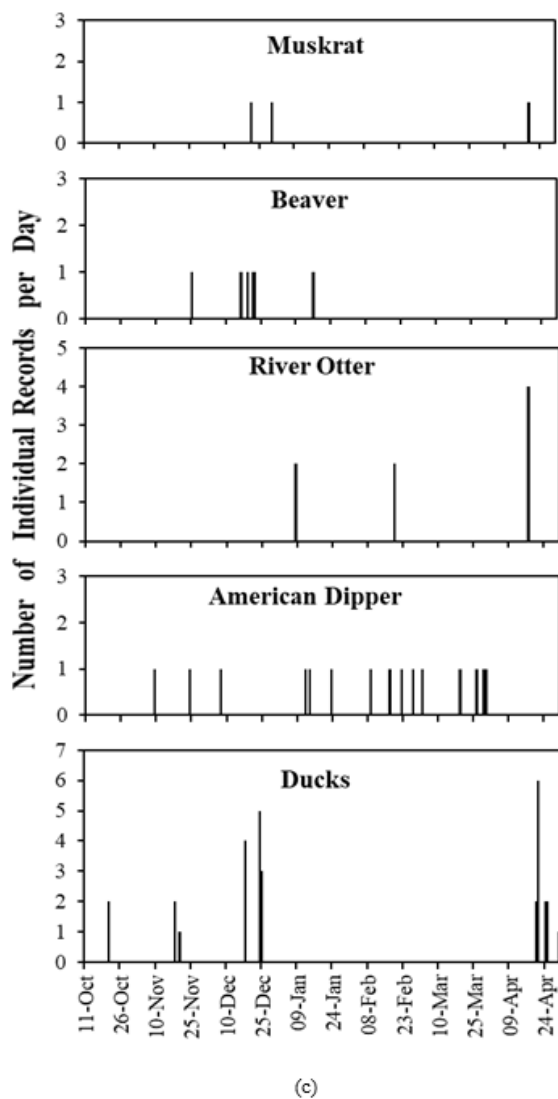 Number of Individual Records per Day
Muskrat
3
2
1
0
Beaver
3
2
1
0
River Otter
5
4
3
2
1
0
American Dipper
3
2
1
0
Ducks
7
6
5
4
3
2
1
0
11-Oct
26-Oct
10-Nov
25-Nov
10-Dec
25-Dec
09-Jan
24-Jan
08-Feb
23-Feb
10-Mar
25-Mar
09-Apr
24-Apr
(c)